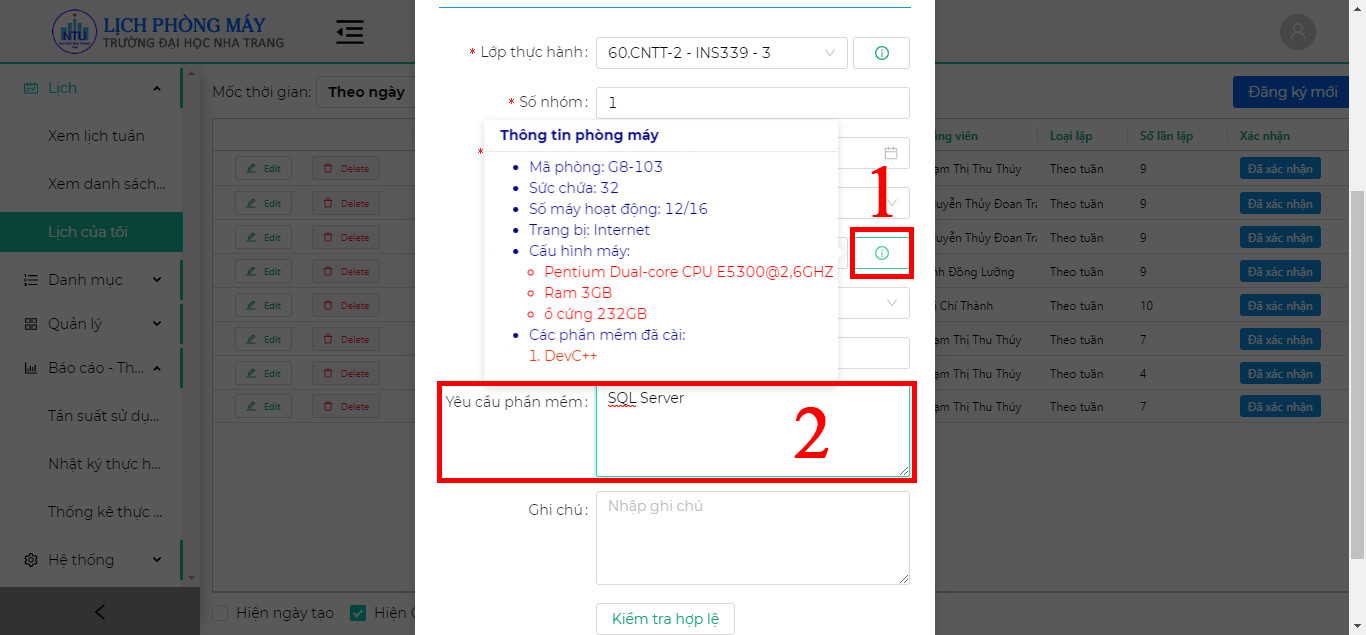 LỊCH PHÒNG MÁY
TRƯỜNG ĐẠI HỌC NHA TRANG
NTU
Lịch
Xem lịch tuần
Xem danh sách...
Lịch của tôi
Danh mục
Quản lý
Báo cáo - Th...
Tần suất sử dụ...
Nhật ký thực h...
Thống kê thực ...
Hệ thống
Mốc thời gian: Theo ngày
Đăng ký mới
ng viên Loại lặp Số lần lặp Xác nhận
Edit Delete ạm Thị Thu Thúy Theo tuần 9 Đã xác nhận
Edit Delete uyễn Thủy Đoan Tra Theo tuần 9 Đã xác nhận
Edit Delete uyễn Thủy Đoan Tra Theo tuần 9 Đã xác nhận
Edit Delete nh Đồng Lưỡng Theo tuần 9 Đã xác nhận
Edit Delete Chí Thành Theo tuần 10 Đã xác nhận
Edit Delete ạm Thị Thu Thúy Theo tuần 7 Đã xác nhận
Edit Delete ạm Thị Thu Thúy Theo tuần 4 Đã xác nhận
Edit Delete ạm Thị Thu Thúy Theo tuần 7 Đã xác nhận
Hiện ngày tạo Hiện
* Lớp thực hành: 60.CNTT-2 - INS339 - 3
* Số nhóm: 1
*
Thông tin phòng máy
• Mã phòng: G8-103
• Sức chứa: 32
• Số máy hoạt động: 12/16
• Trang bị: Internet
• Cấu hình máy:
Pentium Dual-core CPU E5300@2,6GHZ
Ram 3GB
ổ cứng 232GB
• Các phần mềm đã cài:
1. DevC++
1
Yêu cầu phần mềm: SQL Server
2
Ghi chú: Nhập ghi chú
Kiểm tra hợp lệ